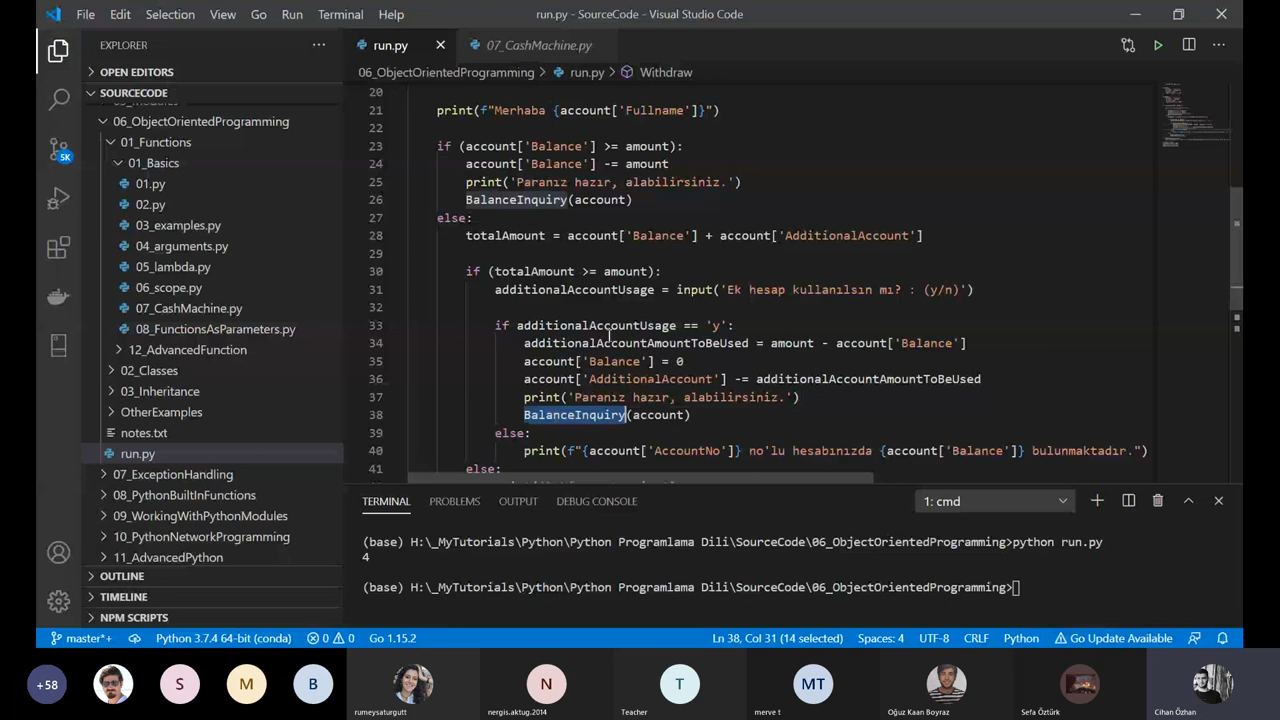 File Edit Selection View Go Run Terminal Help run.py - SourceCode - Visual Studio Code
EXPLORER
OPEN EDITORS
SOURCECODE
06_ObjectOrientedProgramming
01_Functions
01_Basics
01.py
02.py
03_examples.py
04_arguments.py
05_lambda.py
06_scope.py
07_CashMachine.py
08_FunctionsAsParameters.py
12_AdvancedFunction
02_Classes
03_Inheritance
OtherExamples
notes.txt
run.py
07_ExceptionHandling
08_PythonBuiltInFunctions
09_WorkingWithPythonModules
10_PythonNetworkProgramming
11_AdvancedPython
OUTLINE
TIMELINE
NPM SCRIPTS
5K
run.py 07_CashMachine.py
06_ObjectOrientedProgramming > run.py > Withdraw
20
21 print(f"Merhaba {account['Fullname']}")
22
23 if (account['Balance'] >= amount):
24 account['Balance'] -= amount
25 print('Paranız hazır, alabilirsiniz.')
26 BalanceInquiry(account)
27 else:
28 totalAmount = account['Balance'] + account['AdditionalAccount']
29
30 if (totalAmount >= amount):
31 additionalAccountUsage = input('Ek hesap kullanılsın mı? : (y/n)')
32
33 if additionalAccountUsage == 'y':
34 additionalAccountAmountToBeUsed = amount - account['Balance']
35 account['Balance'] = 0
36 account['AdditionalAccount'] -= additionalAccountAmountToBeUsed
37 print('Paranız hazır, alabilirsiniz.')
38 BalanceInquiry(account)
39 else:
40 print(f"{account['AccountNo']} no'lu hesabınızda {account['Balance']} bulunmaktadır.")
41 else:
TERMINAL PROBLEMS OUTPUT DEBUG CONSOLE 1: cmd
(base) H:\_MyTutorials\Python\Python Programlama Dili\SourceCode\06_ObjectOrientedProgramming>python run.py
4
(base) H:\_MyTutorials\Python\Python Programlama Dili\SourceCode\06_ObjectOrientedProgramming>
master*+ Python 3.7.4 64-bit (conda) 0 0 Go 1.15.2 Ln 38, Col 31 (14 selected) Spaces: 4 UTF-8 CRLF Python Go Update Available
+58 S M B N T MT
rumeysaturgutt nergis.aktug.2014 Teacher merve t Oğuz Kaan Boyraz Sefa Öztürk Cihan Özhan